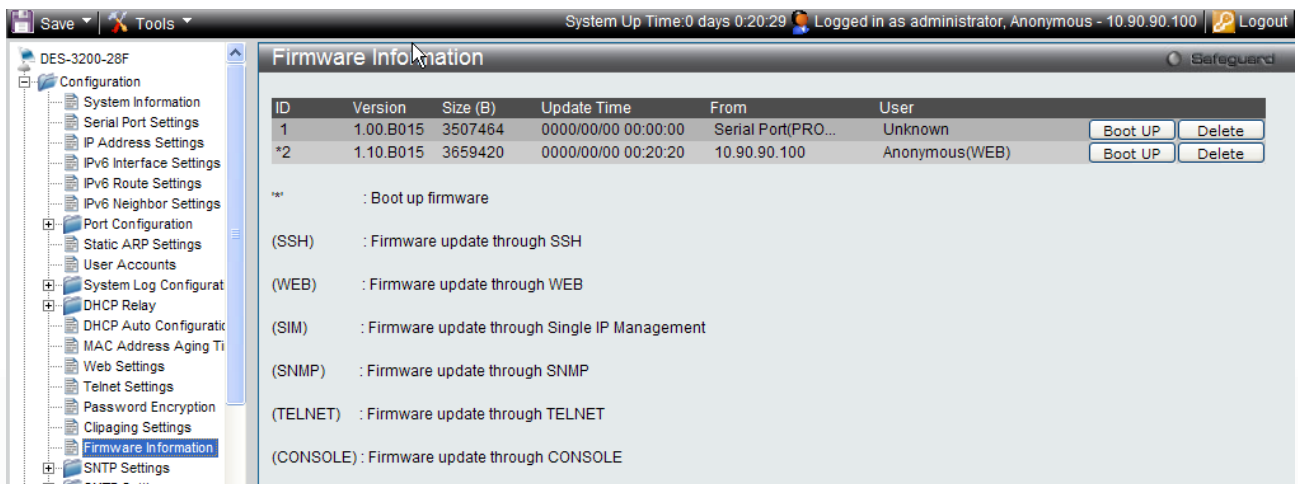 Save Tools System Up Time:0 days 0:20:29 Logged in as administrator, Anonymous - 10.90.90.100 Logout
DES-3200-28F
Configuration
System Information
Serial Port Settings
IP Address Settings
IPv6 Interface Settings
IPv6 Route Settings
IPv6 Neighbor Settings
Port Configuration
Static ARP Settings
User Accounts
System Log Configurat
DHCP Relay
DHCP Auto Configuratic
MAC Address Aging Ti
Web Settings
Telnet Settings
Password Encryption
Clipaging Settings
Firmware Information
SNTP Settings
Firmware Information Safeguard
ID Version Size (B) Update Time From User
1 1.00.B015 3507464 0000/00/00 00:00:00 Serial Port(PRO... Unknown Boot UP Delete
*2 1.10.B015 3659420 0000/00/00 00:20:20 10.90.90.100 Anonymous(WEB) Boot UP Delete
'*' : Boot up firmware
(SSH) : Firmware update through SSH
(WEB) : Firmware update through WEB
(SIM) : Firmware update through Single IP Management
(SNMP) : Firmware update through SNMP
(TELNET) : Firmware update through TELNET
(CONSOLE) : Firmware update through CONSOLE